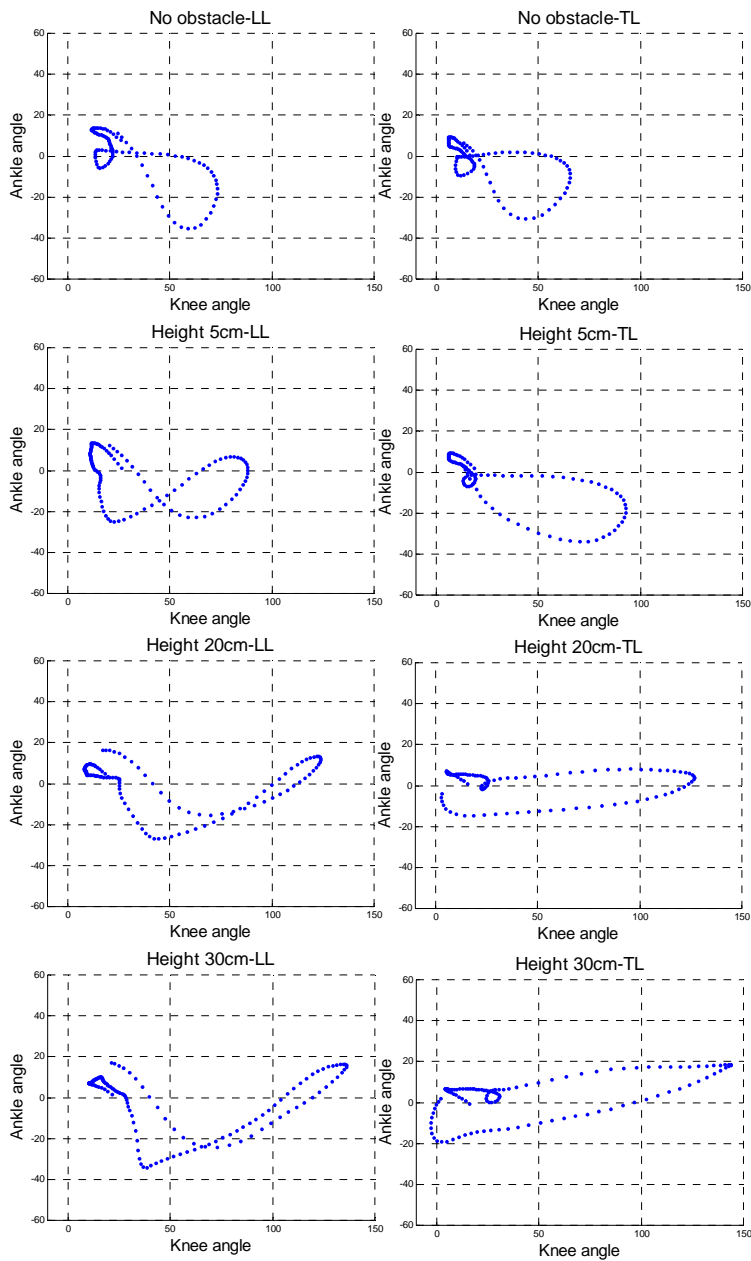 No obstacle-LL
60
40
20
0
-20
-40
-60
0 50 100 150
Ankle angle
Knee angle
No obstacle-TL
60
40
20
0
-20
-40
-60
0 50 100 150
Ankle angle
Knee angle
Height 5cm-LL
60
40
20
0
-20
-40
-60
0 50 100 150
Ankle angle
Knee angle
Height 5cm-TL
60
40
20
0
-20
-40
-60
0 50 100 150
Ankle angle
Knee angle
Height 20cm-LL
60
40
20
0
-20
-40
-60
0 50 100 150
Ankle angle
Knee angle
Height 20cm-TL
60
40
20
0
-20
-40
-60
0 50 100 150
Ankle angle
Knee angle
Height 30cm-LL
60
40
20
0
-20
-40
-60
0 50 100 150
Ankle angle
Knee angle
Height 30cm-TL
60
40
20
0
-20
-40
-60
0 50 100 150
Ankle angle
Knee angle